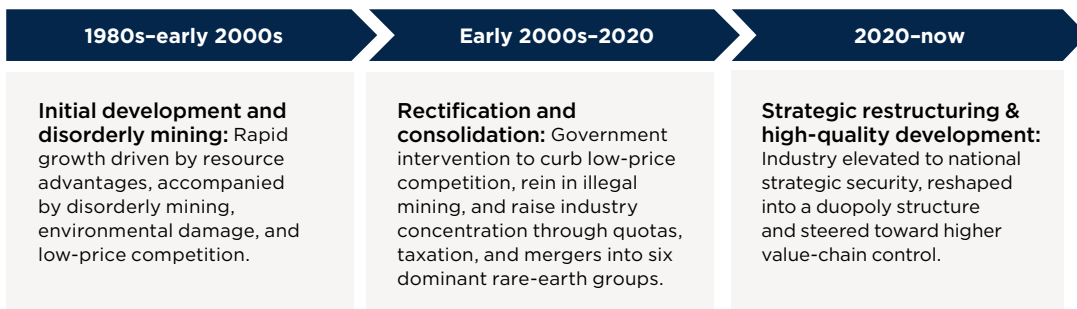 1980s–early 2000s
Early 2000s–2020
2020–now
Initial development and
disorderly mining: Rapid
growth driven by resource
advantages, accompanied
by disorderly mining,
environmental damage, and
low-price competition.
Rectification and
consolidation: Government
intervention to curb low-price
competition, rein in illegal
mining, and raise industry
concentration through quotas,
taxation, and mergers into six
dominant rare-earth groups.
Strategic restructuring &
high-quality development:
Industry elevated to national
strategic security, reshaped
into a duopoly structure
and steered toward higher
value-chain control.